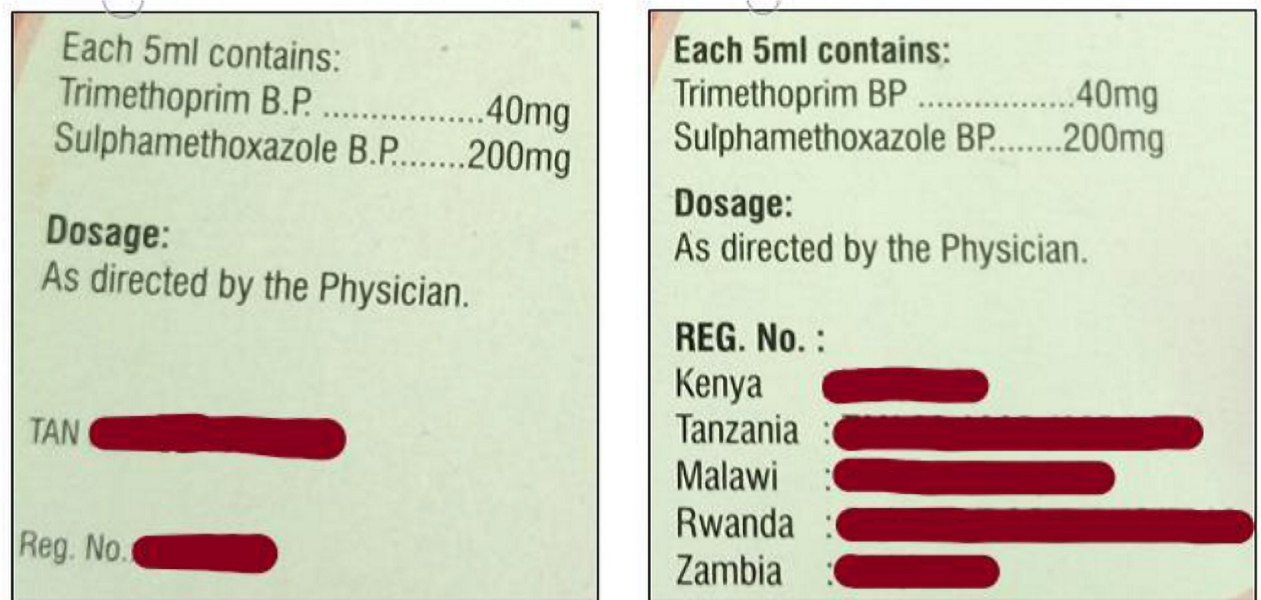 Each 5ml contains:
Trimethoprim B.P. .................40mg
Sulphamethoxazole B.P........200mg
Dosage:
As directed by the Physician.
TAN
Reg. No.
Each 5ml contains:
Trimethoprim BP .................40mg
Sulphamethoxazole BP.........200mg
Dosage:
As directed by the Physician.
REG. No. :
Kenya
Tanzania :
Malawi :
Rwanda :
Zambia :